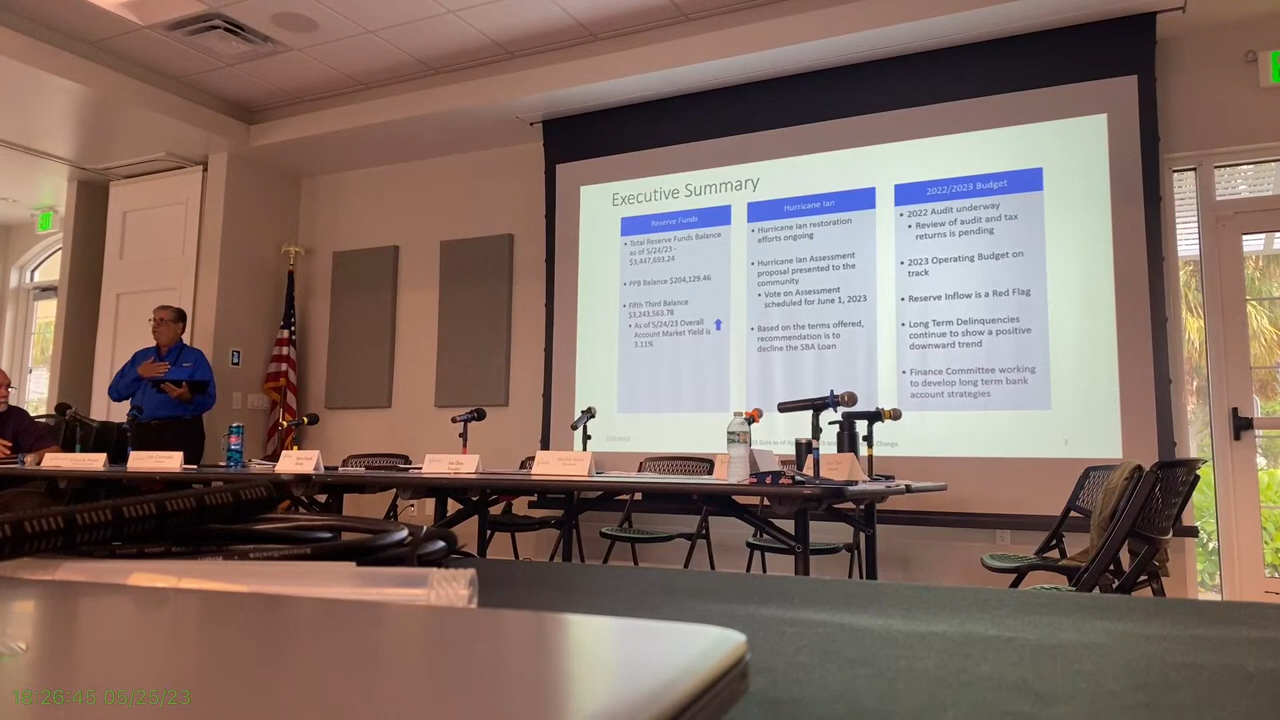 Executive Summary
Reserve Funds
• Total Reserve Funds Balance
as of 5/24/23 -
$3,447,693.24
• PPB Balance $204,129.46
• Fifth Third Balance
$3,243,563.78
• As of 5/24/23 Overall
Account Market Yield is
3.11%
Hurricane Ian
• Hurricane Ian restoration
efforts ongoing
• Hurricane Ian Assessment
proposal presented to the
community
• Vote on Assessment
scheduled for June 1, 2023
• Based on the terms offered,
recommendation is to
decline the SBA Loan
2022/2023 Budget
• 2022 Audit underway
• Review of audit and tax
returns is pending
• 2023 Operating Budget on
track
• Reserve Inflow is a Red Flag
• Long Term Delinquencies
continue to show a positive
downward trend
• Finance Committee working
to develop long term bank
account strategies
Change.
18:26:45 05/25/23